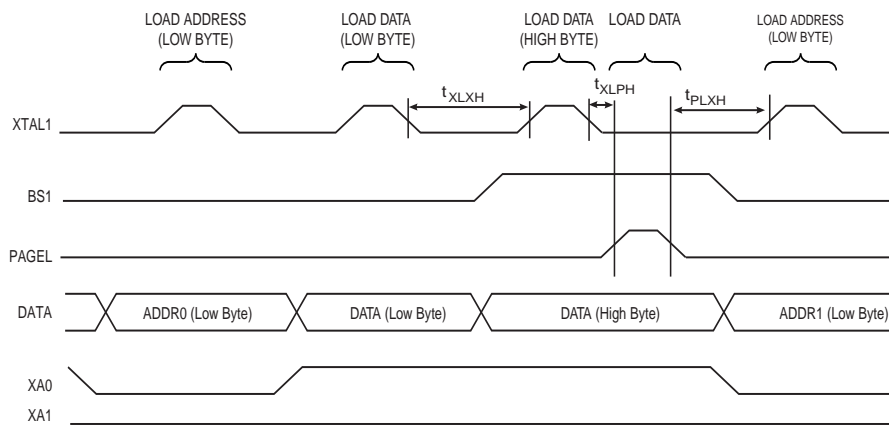 LOAD ADDRESS
(LOW BYTE)
LOAD DATA
(LOW BYTE)
LOAD DATA
(HIGH BYTE)
LOAD DATA
LOAD ADDRESS
(LOW BYTE)
tXLXH
tXLPH
tPLXH
XTAL1
BS1
PAGEL
DATA
ADDR0 (Low Byte)
DATA (Low Byte)
DATA (High Byte)
ADDR1 (Low Byte)
XA0
XA1